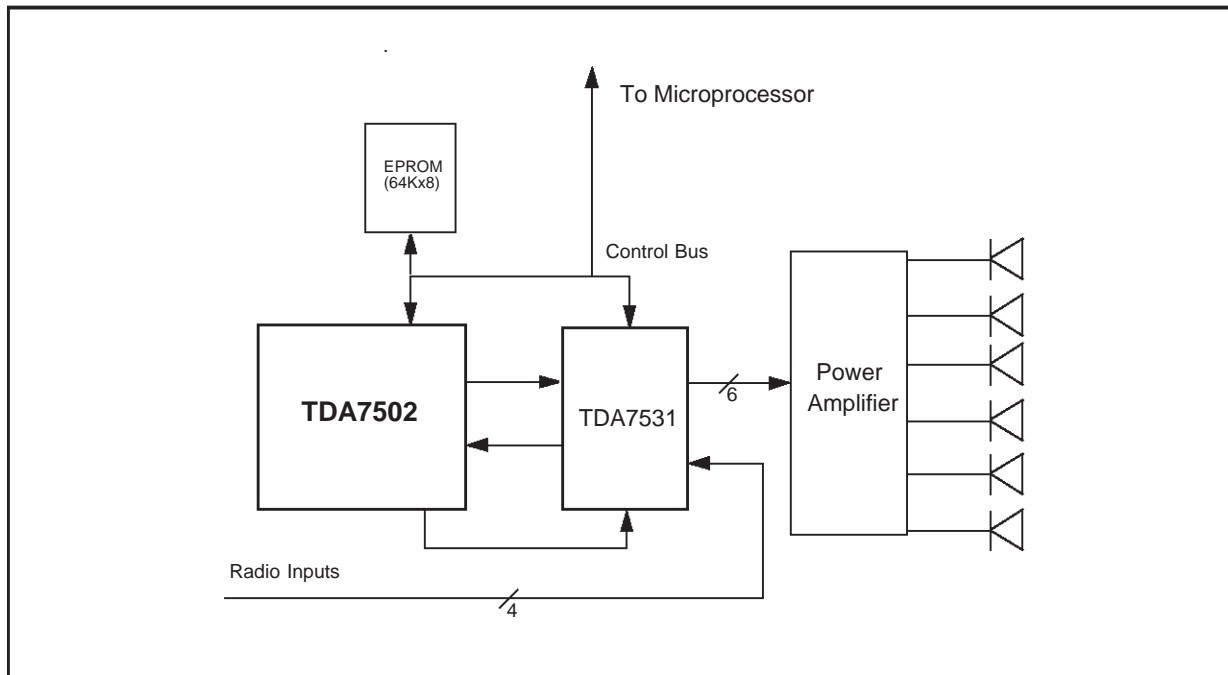 To Microprocessor
EPROM
(64Kx8)
Control Bus
TDA7502
TDA7531
6
Power
Amplifier
Radio Inputs
4